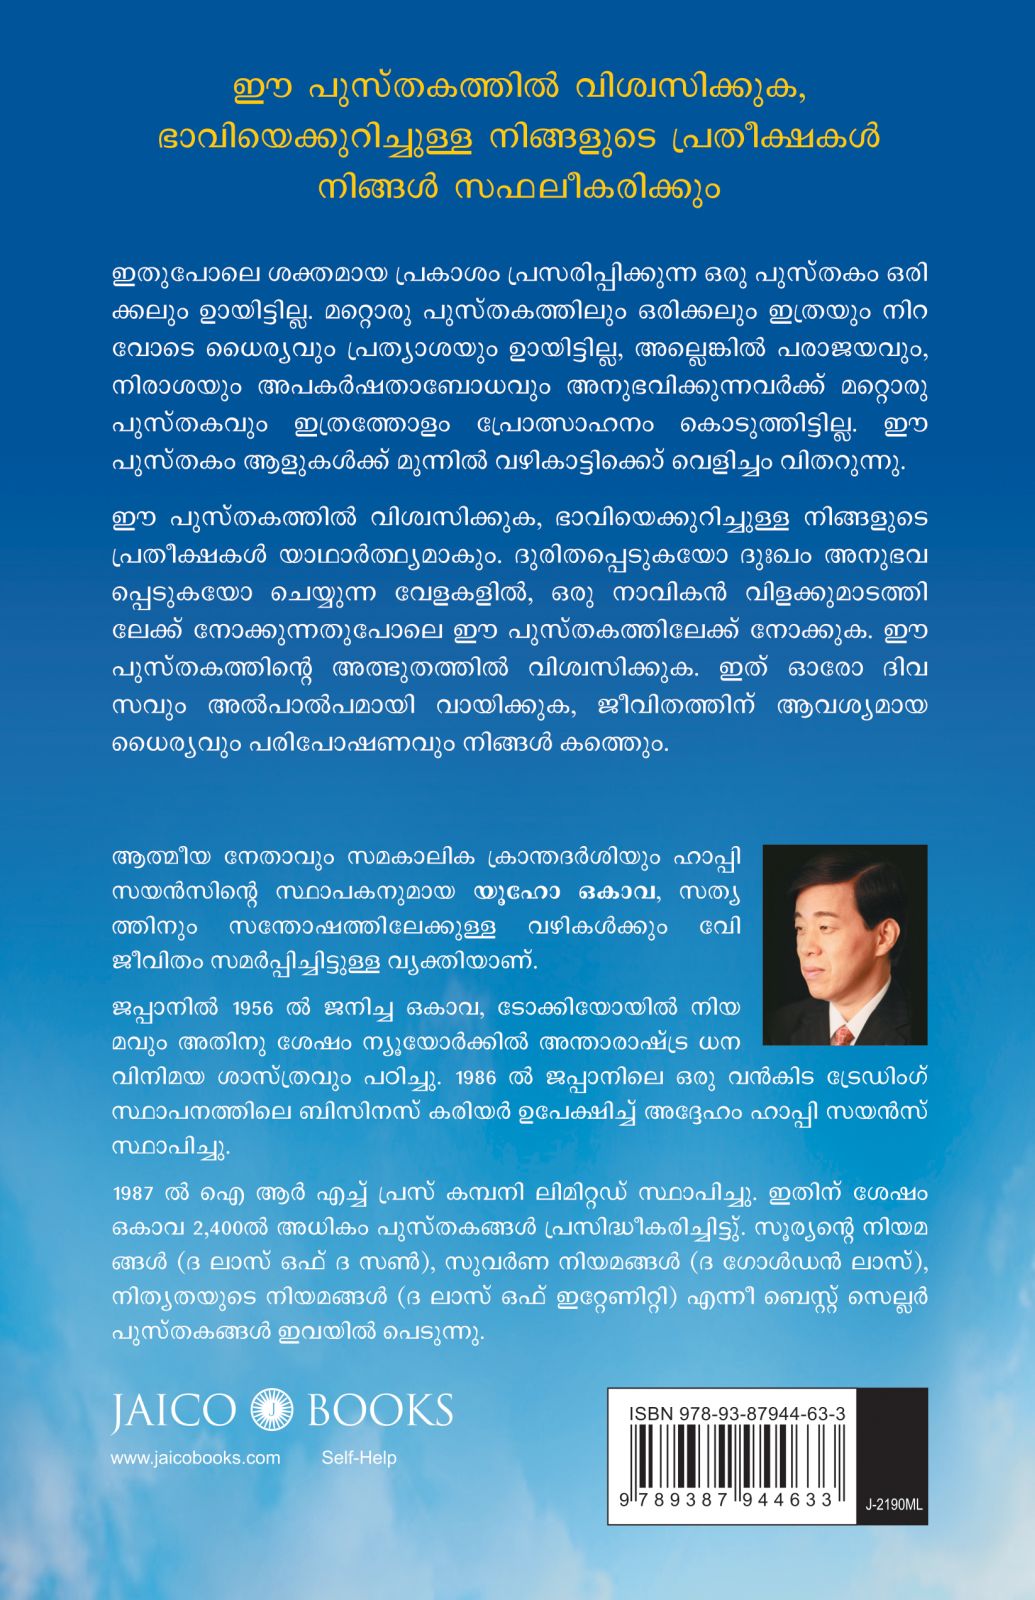 ഈ പുസ്തകത്തിൽ വിശ്വസിക്കുക,
ഭാവിയെക്കുറിച്ചുള്ള നിങ്ങളുടെ പ്രതീക്ഷകൾ
നിങ്ങൾ സഫലീകരിക്കും
ഇതുപോലെ ശക്തമായ പ്രകാശം പ്രസരിപ്പിക്കുന്ന ഒരു പുസ്തകം ഒരി
ക്കലും ഉായിട്ടില്ല. മറ്റൊരു പുസ്തകത്തിലും ഒരിക്കലും ഇത്രയും നിറ
വോടെ ധൈര്യവും പ്രത്യാശയും ഉായിട്ടില്ല, അല്ലെങ്കിൽ പരാജയവും,
നിരാശയും അപകർഷതാബോധവും അനുഭവിക്കുന്നവർക്ക് മറ്റൊരു
പുസ്തകവും ഇത്രത്തോളം പ്രോത്സാഹനം കൊടുത്തിട്ടില്ല. ഈ
പുസ്തകം ആളുകൾക്ക് മുന്നിൽ വഴികാട്ടിക്കൊ് വെളിച്ചം വിതറുന്നു.
ഈ പുസ്തകത്തിൽ വിശ്വസിക്കുക, ഭാവിയെക്കുറിച്ചുള്ള നിങ്ങളുടെ
പ്രതീക്ഷകൾ യാഥാർത്ഥ്യമാകും. ദുരിതപ്പെടുകയോ ദുഃഖം അനുഭവ
പ്പെടുകയോ ചെയ്യുന്ന വേളകളിൽ, ഒരു നാവികൻ വിളക്കുമാടത്തി
ലേക്ക് നോക്കുന്നതുപോലെ ഈ പുസ്തകത്തിലേക്ക് നോക്കുക. ഈ
പുസ്തകത്തിന്റെ അത്ഭുതത്തിൽ വിശ്വസിക്കുക. ഇത് ഓരോ ദിവ
സവും അൽപാൽപമായി വായിക്കുക, ജീവിതത്തിന് ആവശ്യമായ
ധൈര്യവും പരിപോഷണവും നിങ്ങൾ കത്തെും.
ആത്മീയ നേതാവും സമകാലിക ക്രാന്തദർശിയും ഹാപ്പി
സയൻസിന്റെ സ്ഥാപകനുമായ യൂഹോ ഒകാവ, സത്യ
ത്തിനും സന്തോഷത്തിലേക്കുള്ള വഴികൾക്കും വേി
ജീവിതം സമർപ്പിച്ചിട്ടുള്ള വ്യക്തിയാണ്.
ജപ്പാനിൽ 1956 ൽ ജനിച്ച ഒകാവ, ടോക്കിയോയിൽ നിയ
മവും അതിനു ശേഷം ന്യൂയോർക്കിൽ അന്താരാഷ്ട്ര ധന
വിനിമയ ശാസ്ത്രവും പഠിച്ചു. 1986 ൽ ജപ്പാനിലെ ഒരു വൻകിട ട്രേഡിംഗ്
സ്ഥാപനത്തിലെ ബിസിനസ് കരിയർ ഉപേക്ഷിച്ച് അദ്ദേഹം ഹാപ്പി സയൻസ്
സ്ഥാപിച്ചു.
1987 ൽ ഐ ആർ എച്ച് പ്രസ് കമ്പനി ലിമിറ്റഡ് സ്ഥാപിച്ചു. ഇതിന് ശേഷം
ഒകാവ 2,400ൽ അധികം പുസ്തകങ്ങൾ പ്രസിദ്ധീകരിച്ചിട്ടു്. സൂര്യന്റെ നിയമ
ങ്ങൾ (ദ ലാസ് ഒഫ് ദ സൺ), സുവർണ നിയമങ്ങൾ (ദ ഗോൾഡൻ ലാസ്),
നിത്യതയുടെ നിയമങ്ങൾ (ദ ലാസ് ഒഫ് ഇറ്റേണിറ്റി) എന്നീ ബെസ്റ്റ് സെല്ലർ
പുസ്തകങ്ങൾ ഇവയിൽ പെടുന്നു.
JAICO J BOOKS
www.jaicobooks.com Self-Help
ISBN 978-93-87944-63-3
9 789387 944633
J-2190ML